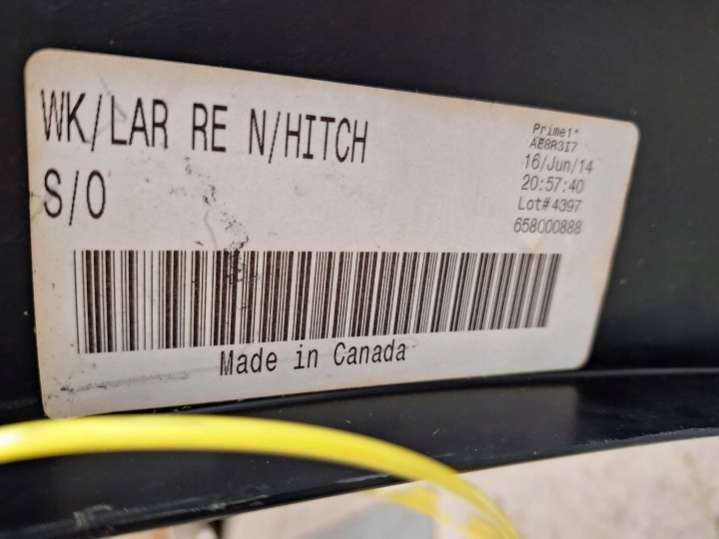 WK/LAR RE N/HITCH
S/O
Prime1*
AE8R3I7
16/Jun/14
20:57:40
Lot#4397
658000888
Made in Canada